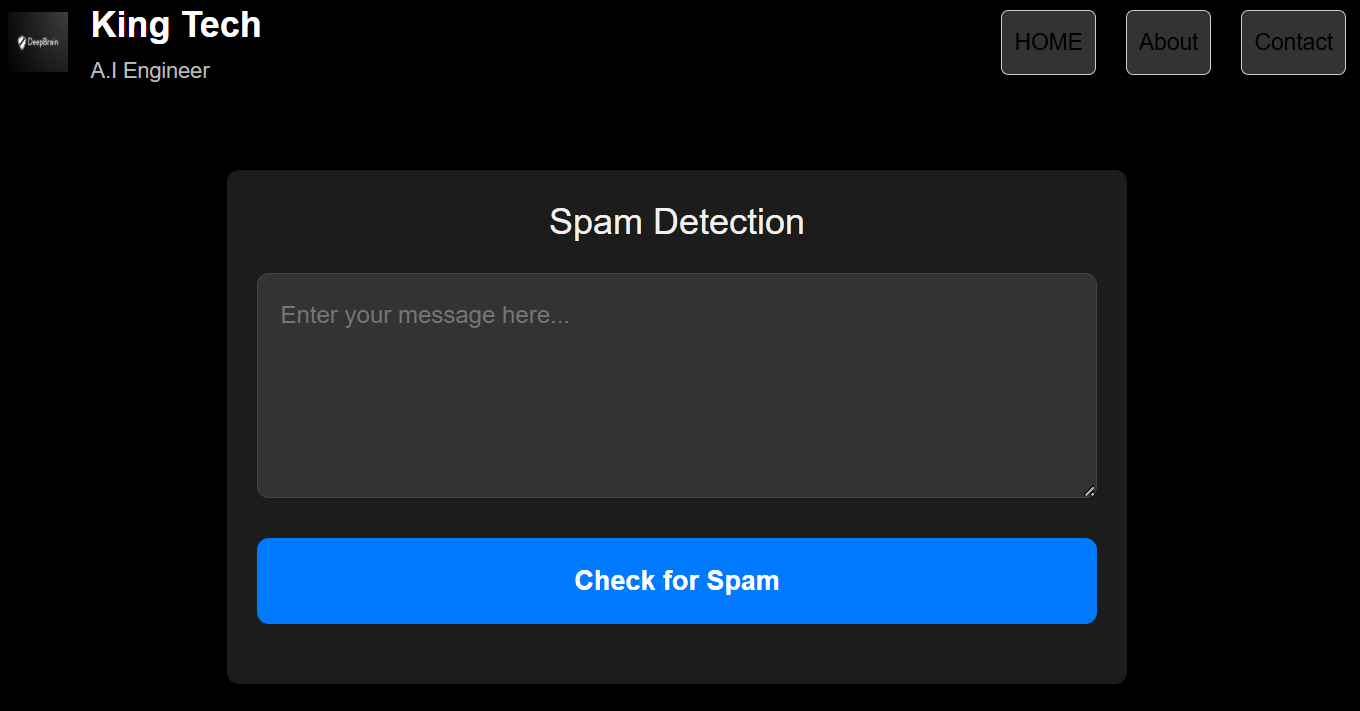 DeepBrain
King Tech
A.I Engineer
HOME
About
Contact
Spam Detection
Enter your message here...
Check for Spam